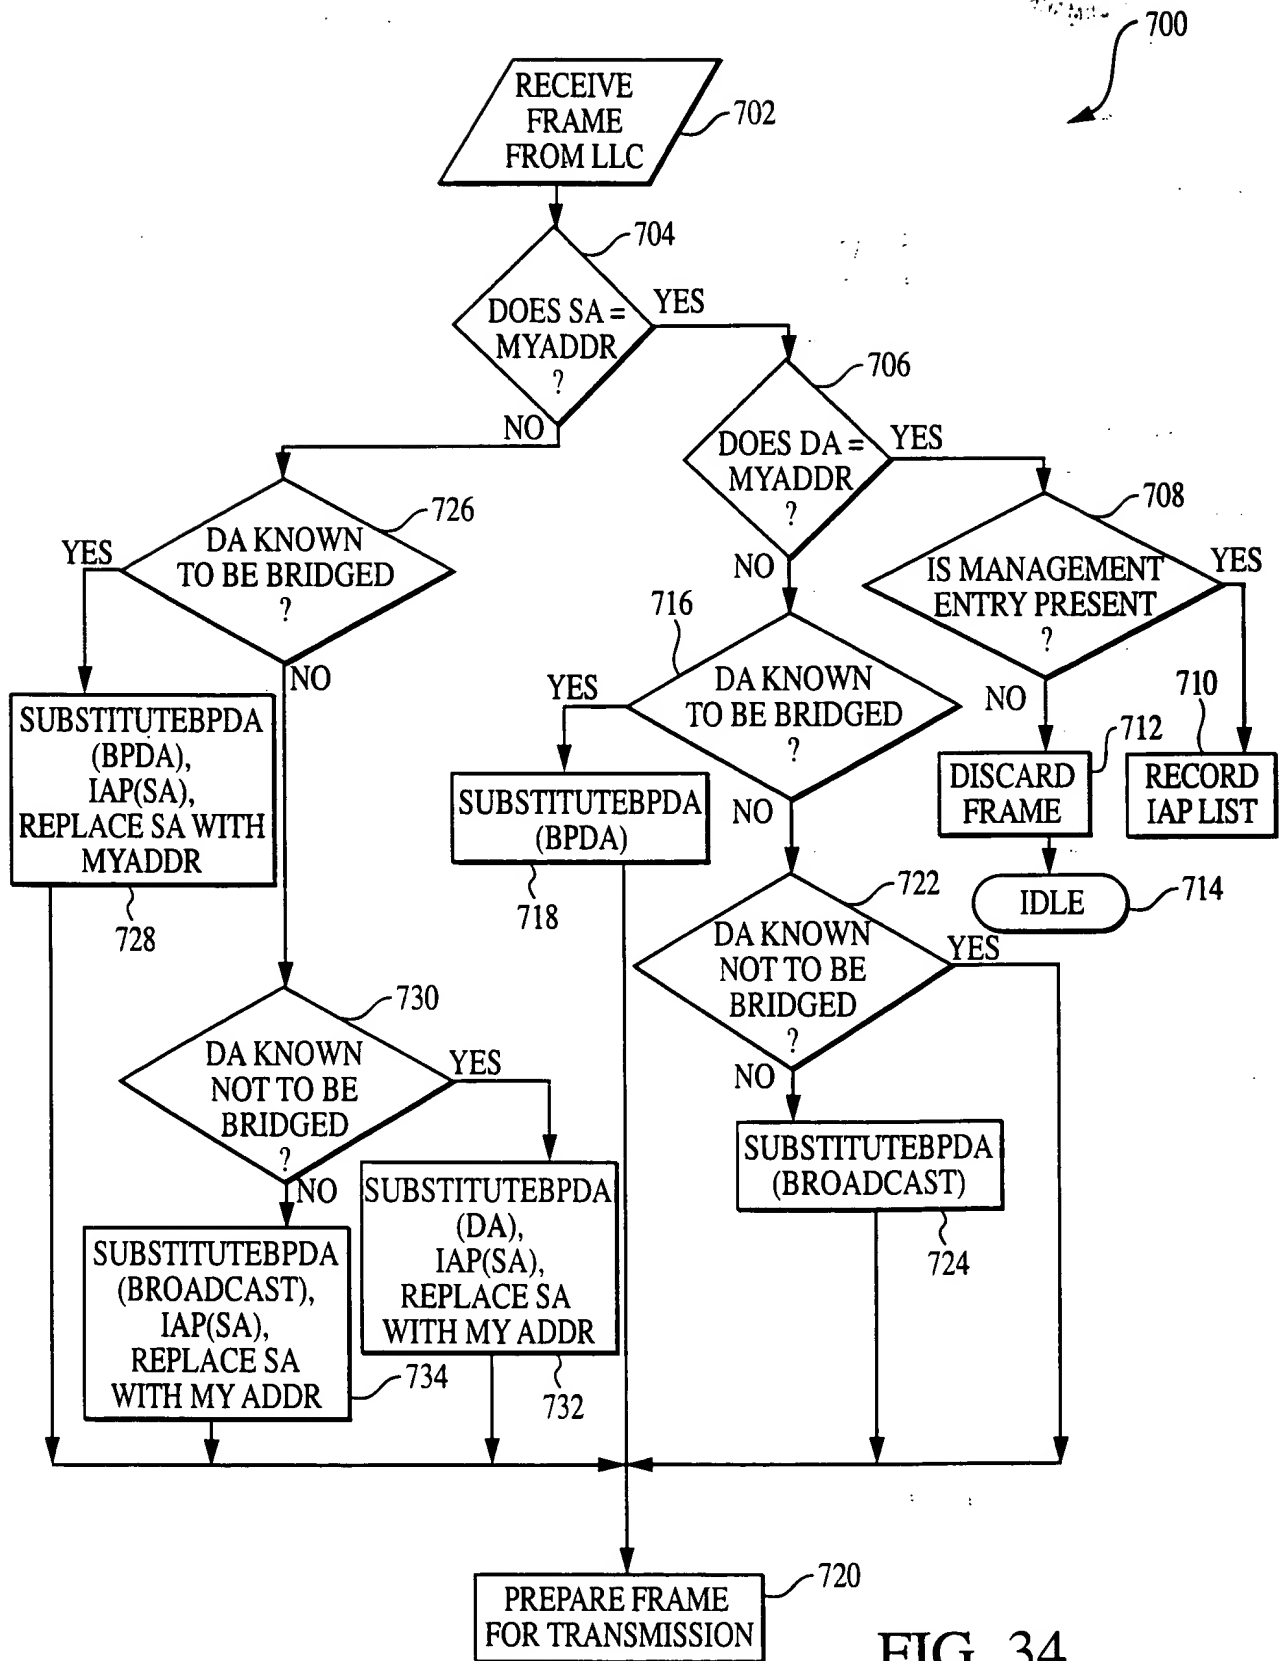 700
RECEIVE
FRAME
FROM LLC
702
704
DOES SA =
MYADDR
?
YES
NO
706
DOES DA =
MYADDR
?
YES
NO
708
IS MANAGEMENT
ENTRY PRESENT
?
YES
NO
710
RECORD
IAP LIST
712
DISCARD
FRAME
IDLE
714
726
DA KNOWN
TO BE BRIDGED
?
YES
NO
716
DA KNOWN
TO BE BRIDGED
?
YES
NO
SUBSTITUTEBPDA
(BPDA),
IAP(SA),
REPLACE SA WITH
MYADDR
728
SUBSTITUTEBPDA
(BPDA)
718
722
DA KNOWN
NOT TO BE
BRIDGED
?
YES
NO
730
DA KNOWN
NOT TO BE
BRIDGED
?
YES
NO
SUBSTITUTEBPDA
(BROADCAST)
724
SUBSTITUTEBPDA
(DA),
IAP(SA),
REPLACE SA
WITH MY ADDR
732
SUBSTITUTEBPDA
(BROADCAST),
IAP(SA),
REPLACE SA
WITH MY ADDR
734
720
PREPARE FRAME
FOR TRANSMISSION
FIG. 34